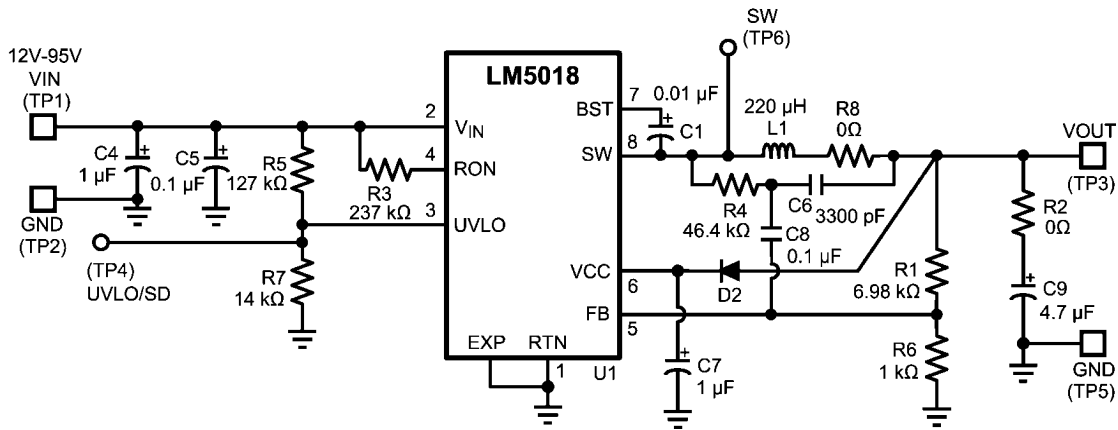 SW
(TP6)
12V-95V
VIN
(TP1)
LM5018
7
0.01 µF
220 µH
BST
R8
0Ω
VOUT
2
VIN
+
C1
L1
8
SW
4
RON
(TP3)
C4
+
1 µF
C5
+
0.1 µF
R5
127 kΩ
R3
237 kΩ
3
UVLO
R4
46.4 kΩ
C6
3300 pF
R2
0Ω
GND
(TP2)
C8
0.1 µF
(TP4)
UVLO/SD
R7
14 kΩ
VCC
6
D2
R1
6.98 kΩ
+
C9
4.7 µF
FB
5
EXP
RTN
1
U1
+
C7
1 µF
R6
1 kΩ
GND
(TP5)